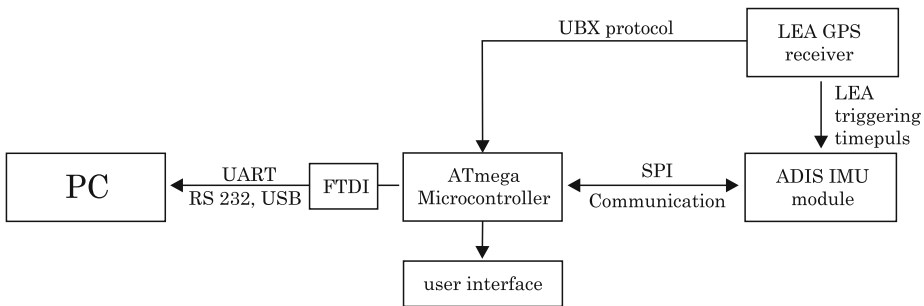 UBX protocol
LEA GPS
receiver
LEA
triggering
timepuls
PC
UART
RS 232, USB
FTDI
ATmega
Microcontroller
SPI
Communication
ADIS IMU
module
user interface